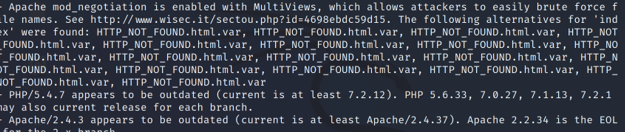 - Apache mod_negotiation is enabled with MultiViews, which allows attackers to easily brute force f
le names. See http://www.wisec.it/sectou.php?id=4698ebdc59d15. The following alternatives for 'ind
ex' were found: HTTP_NOT_FOUND.html.var, HTTP_NOT_FOUND.html.var, HTTP_NOT_FOUND.html.var, HTTP_NOT
_FOUND.html.var, HTTP_NOT_FOUND.html.var, HTTP_NOT_FOUND.html.var, HTTP_NOT_FOUND.html.var, HTTP_NO
T_FOUND.html.var, HTTP_NOT_FOUND.html.var, HTTP_NOT_FOUND.html.var, HTTP_NOT_FOUND.html.var, HTTP_N
OT_FOUND.html.var, HTTP_NOT_FOUND.html.var, HTTP_NOT_FOUND.html.var, HTTP_NOT_FOUND.html.var, HTTP_
NOT_FOUND.html.var, HTTP_NOT_FOUND.html.var
- PHP/5.4.7 appears to be outdated (current is at least 7.2.12). PHP 5.6.33, 7.0.27, 7.1.13, 7.2.1
may also current release for each branch.
- Apache/2.4.3 appears to be outdated (current is at least Apache/2.4.37). Apache 2.2.34 is the EOL
for the 2.x branch